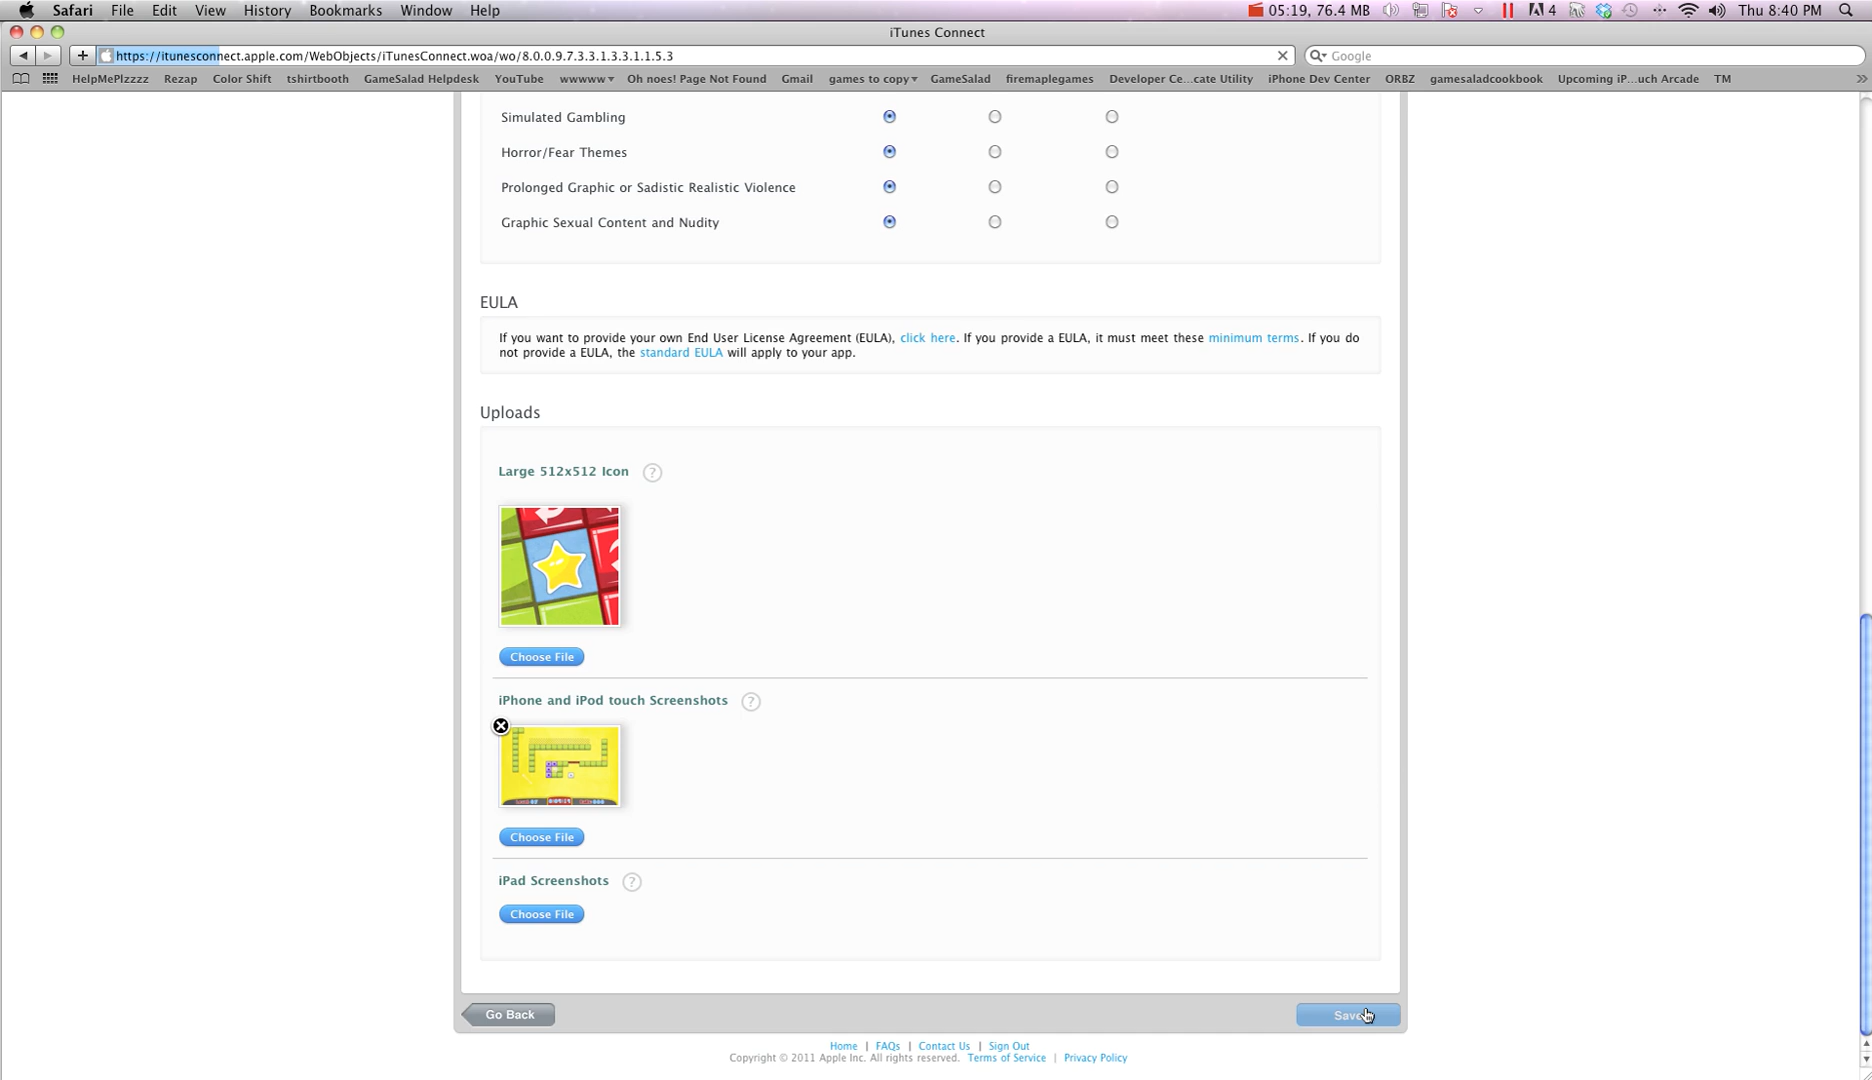 Safari File Edit View History Bookmarks Window Help 05:19, 76.4 MB 4 Thu 8:40 PM
iTunes Connect
https://itunesconnect.apple.com/WebObjects/iTunesConnect.woa/wo/8.0.0.9.7.3.3.1.3.3.1.1.5.3 Google
HelpMePlzzzz Rezap Color Shift tshirtbooth GameSalad Helpdesk YouTube wwwww Oh noes! Page Not Found Gmail games to copy GameSalad firemaplegames Developer Ce...cate Utility iPhone Dev Center ORBZ gamesaladcookbook Upcoming iP...uch Arcade TM »
Simulated Gambling
Horror/Fear Themes
Prolonged Graphic or Sadistic Realistic Violence
Graphic Sexual Content and Nudity
EULA
If you want to provide your own End User License Agreement (EULA), click here. If you provide a EULA, it must meet these minimum terms. If you do
not provide a EULA, the standard EULA will apply to your app.
Uploads
Large 512x512 Icon ?
Choose File
iPhone and iPod touch Screenshots ?
Choose File
iPad Screenshots ?
Choose File
Go Back Save
Home | FAQs | Contact Us | Sign Out
Copyright © 2011 Apple Inc. All rights reserved. Terms of Service | Privacy Policy